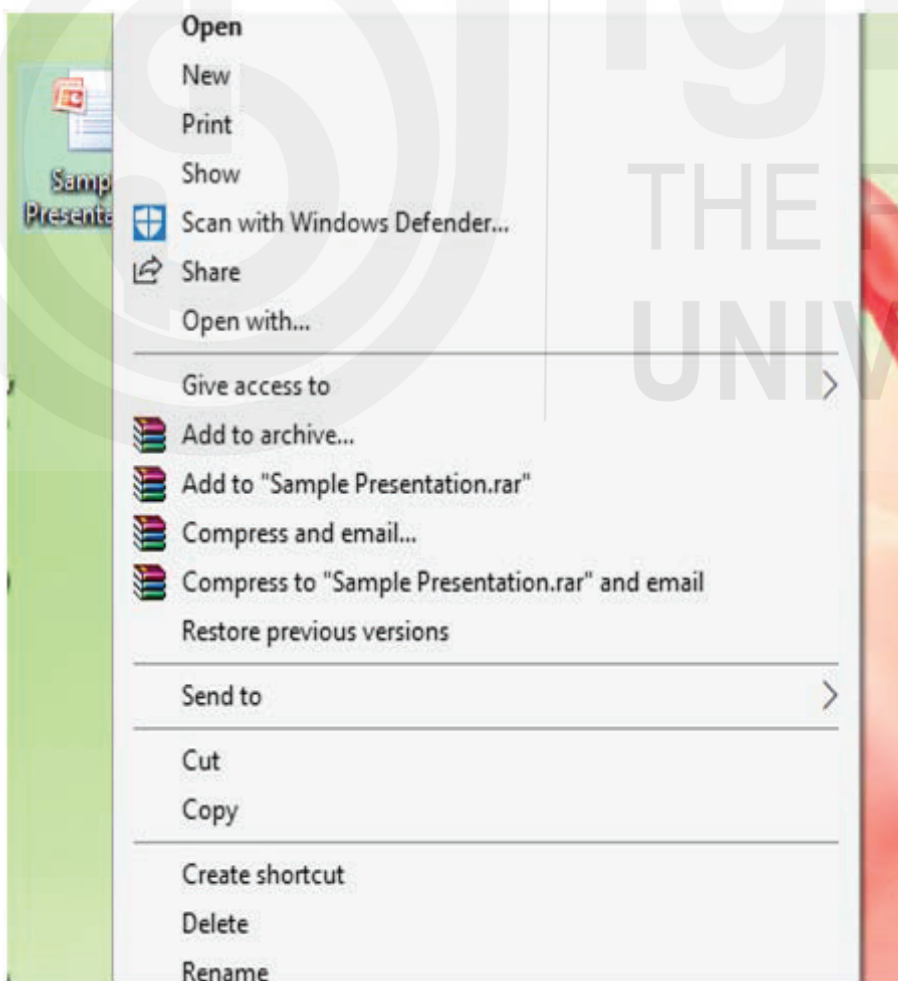 Open
New
Print
Show
Scan with Windows Defender...
Share
Open with...
Give access to
Add to archive...
Add to "Sample Presentation.rar"
Compress and email...
Compress to "Sample Presentation.rar" and email
Restore previous versions
Send to
Cut
Copy
Create shortcut
Delete
Rename
THE